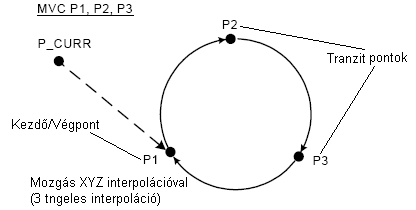 MVC P1, P2, P3
P_CURR
P2
Tranzit pontok
Kezdő/Végpont
P1
P3
Mozgás XYZ interpolációval
(3 tngeles interpoláció)